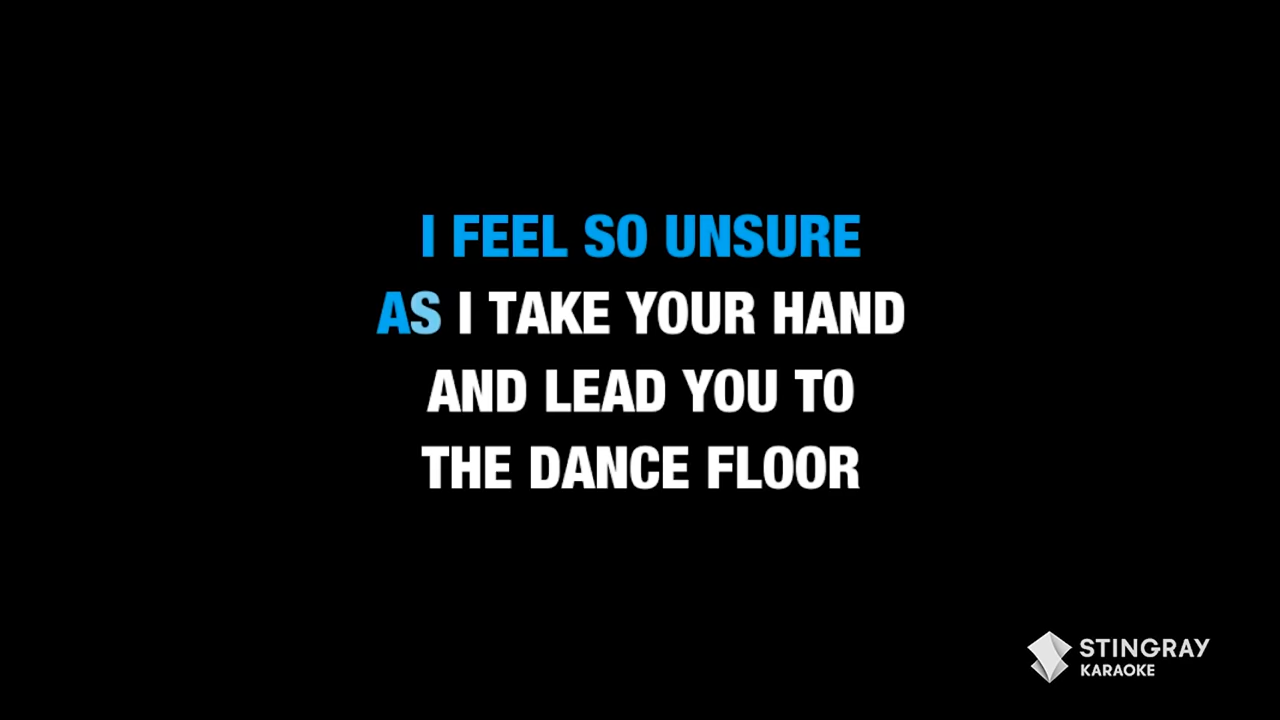 I FEEL SO UNSURE
AS I TAKE YOUR HAND
AND LEAD YOU TO
THE DANCE FLOOR
STINGRAY
KARAOKE